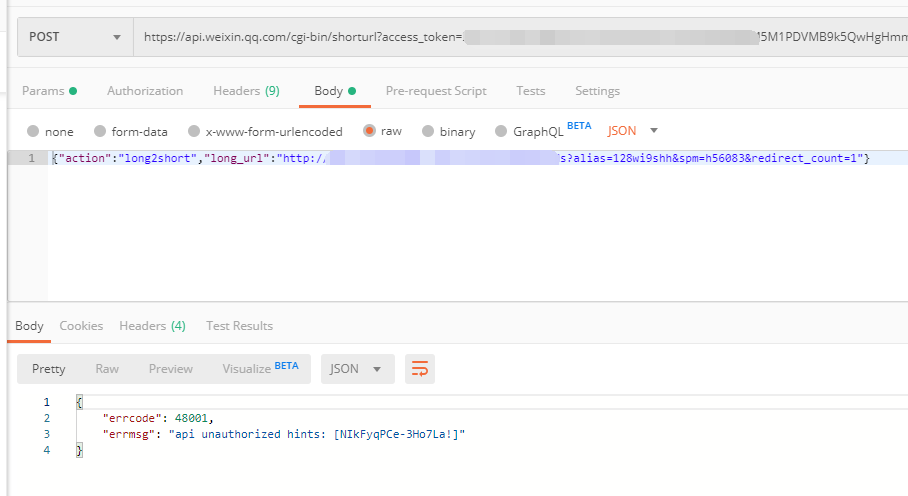 POST https://api.weixin.qq.com/cgi-bin/shorturl?access_token= 5M1PDVMB9k5QwHgHmm
Params Authorization Headers (9) Body Pre-request Script Tests Settings
none form-data x-www-form-urlencoded raw binary GraphQL BETA JSON
1 {"action":"long2short","long_url":"http:// s?alias=128wi9shh&spm=h56083&redirect_count=1"}
Body Cookies Headers (4) Test Results
Pretty Raw Preview Visualize BETA JSON
1 {
2 "errcode": 48001,
3 "errmsg": "api unauthorized hints: [NIkFyqPCe-3Ho7La!]"
4 }